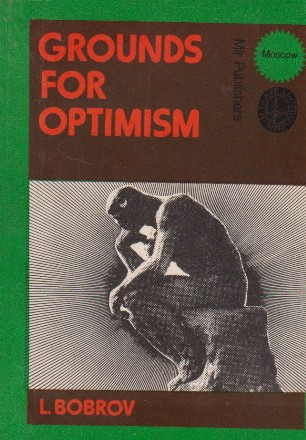 GROUNDS
FOR
OPTIMISM
Mir Publishers
Moscow
L. BOBROV